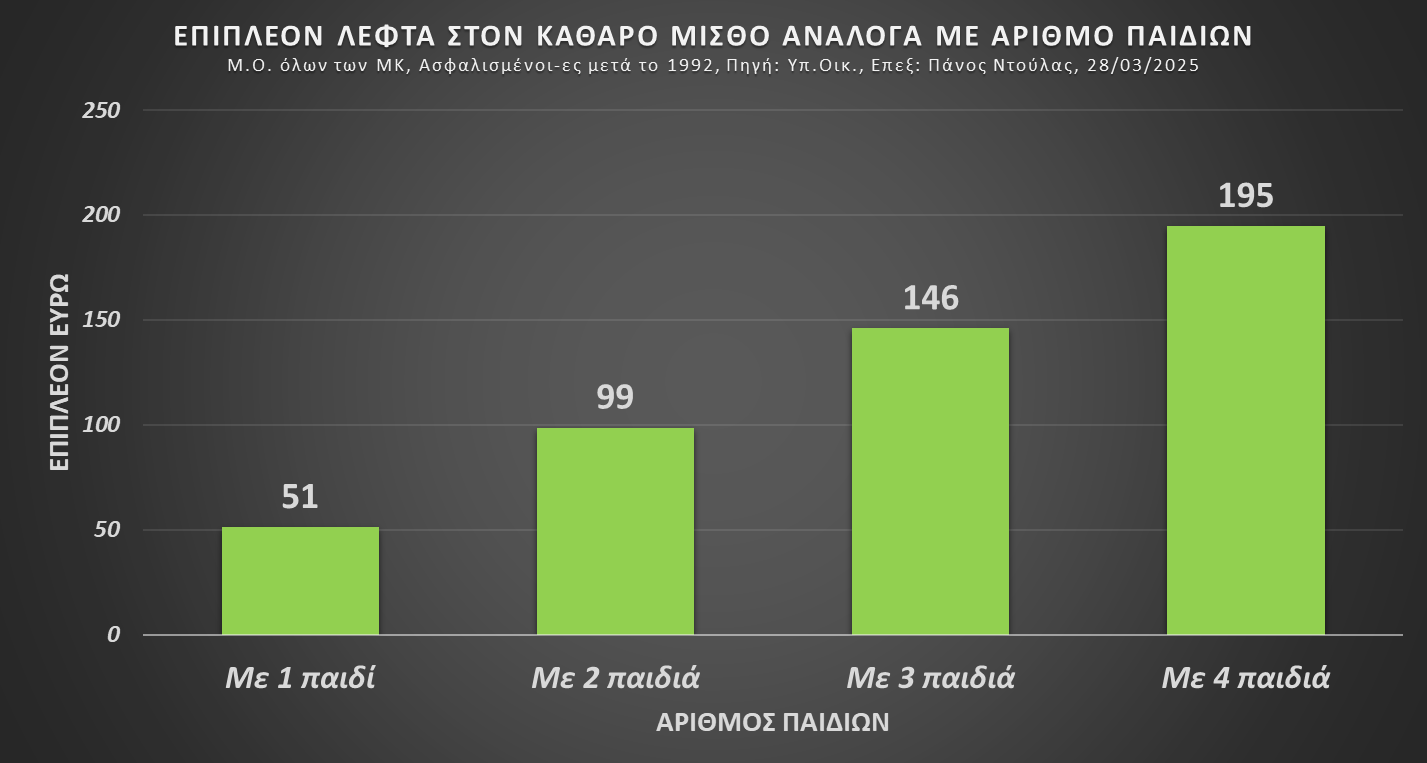 ΕΠΙΠΛΕΟΝ ΛΕΦΤΑ ΣΤΟΝ ΚΑΘΑΡΟ ΜΙΣΘΟ ΑΝΑΛΟΓΑ ΜΕ ΑΡΙΘΜΟ ΠΑΙΔΙΩΝ
Μ.Ο. όλων των ΜΚ, Ασφαλισμένοι-ες μετά το 1992, Πηγή: Υπ.Οικ., Επεξ: Πάνος Ντούλας, 28/03/2025
ΕΠΙΠΛΕΟΝ ΕΥΡΩ
250
200
150
100
50
0
51
99
146
195
Με 1 παιδί
Με 2 παιδιά
Με 3 παιδιά
Με 4 παιδιά
ΑΡΙΘΜΟΣ ΠΑΙΔΙΩΝ